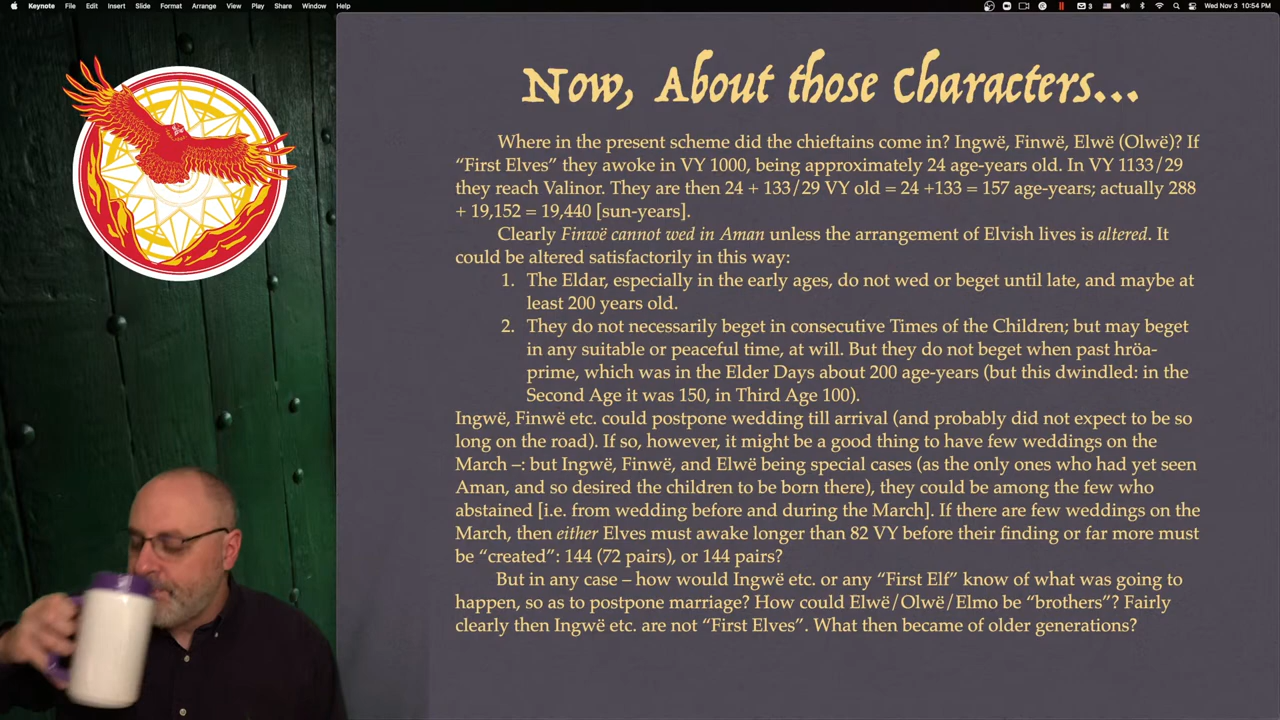 Keynote File Edit Insert Slide Format Arrange View Play Share Window Help
3 Wed Nov 3 10:54 PM
Now, About those Characters...
Where in the present scheme did the chieftains come in? Ingwë, Finwë, Elwë (Olwë)? If
“First Elves” they awoke in VY 1000, being approximately 24 age-years old. In VY 1133/29
they reach Valinor. They are then 24 + 133/29 VY old = 24 +133 = 157 age-years; actually 288
+ 19,152 = 19,440 [sun-years].
Clearly Finwë cannot wed in Aman unless the arrangement of Elvish lives is altered. It
could be altered satisfactorily in this way:
1. The Eldar, especially in the early ages, do not wed or beget until late, and maybe at
least 200 years old.
2. They do not necessarily beget in consecutive Times of the Children; but may beget
in any suitable or peaceful time, at will. But they do not beget when past hröa-
prime, which was in the Elder Days about 200 age-years (but this dwindled: in the
Second Age it was 150, in Third Age 100).
Ingwë, Finwë etc. could postpone wedding till arrival (and probably did not expect to be so
long on the road). If so, however, it might be a good thing to have few weddings on the
March –: but Ingwë, Finwë, and Elwë being special cases (as the only ones who had yet seen
Aman, and so desired the children to be born there), they could be among the few who
abstained [i.e. from wedding before and during the March]. If there are few weddings on the
March, then either Elves must awake longer than 82 VY before their finding or far more must
be “created”: 144 (72 pairs), or 144 pairs?
But in any case – how would Ingwë etc. or any “First Elf” know of what was going to
happen, so as to postpone marriage? How could Elwë/Olwë/Elmo be “brothers”? Fairly
clearly then Ingwë etc. are not “First Elves”. What then became of older generations?